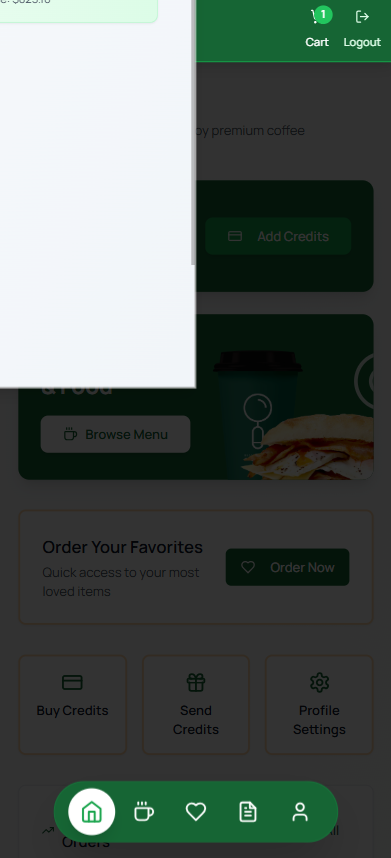 1
Cart
Logout
by premium coffee
Add Credits
& Food
Browse Menu
Order Your Favorites
Quick access to your most
loved items
Order Now
Buy Credits
Send
Credits
Profile
Settings
Orders